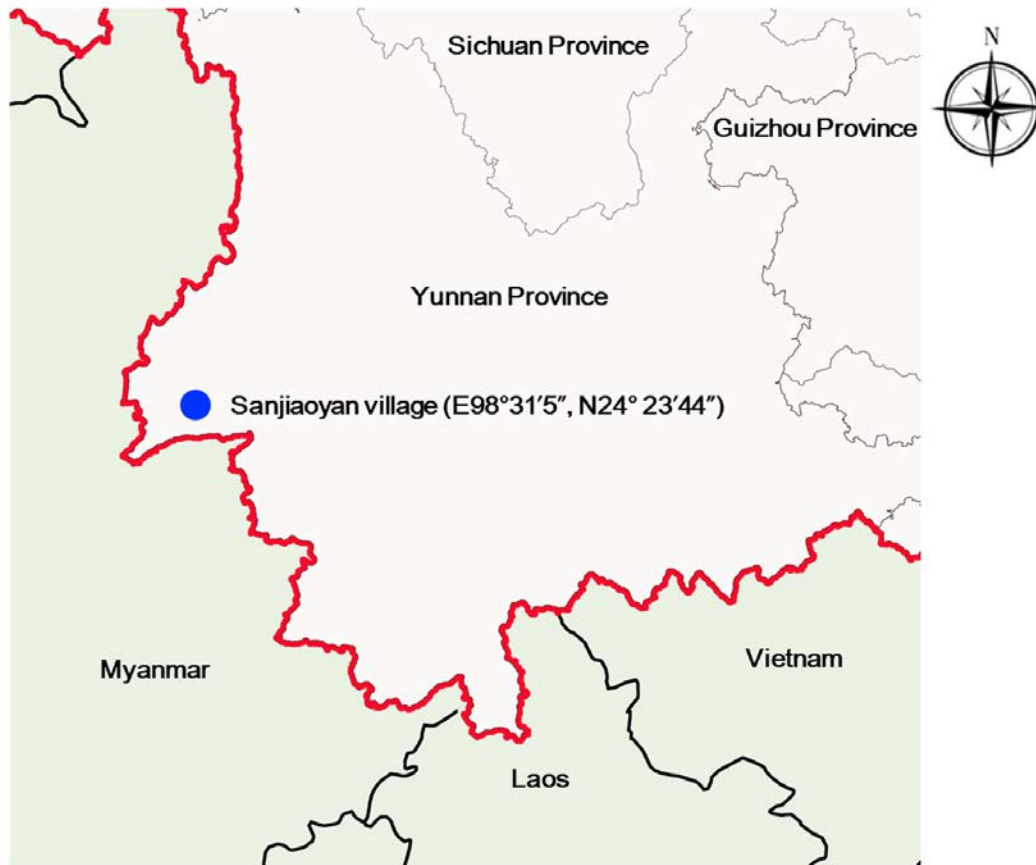 N
Sichuan Province
Guizhou Province
Yunnan Province
Sanjiaoyan village (E98°31′5″, N24° 23′44″)
Myanmar
Vietnam
Laos